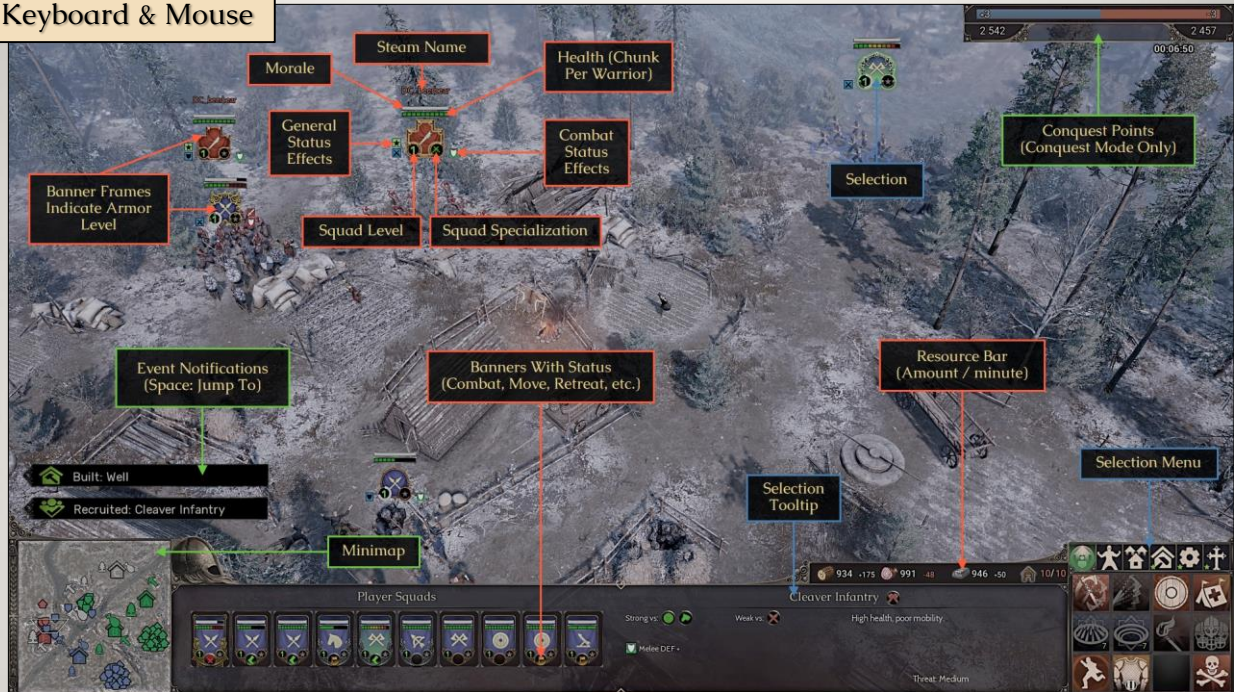 Keyboard & Mouse
Steam Name
Morale
Health (Chunk
Per Warrior)
General
Status
Effects
Combat
Status
Effects
Banner Frames
Indicate Armor
Level
Squad Level
Squad Specialization
Selection
2 542
2 457
00:06:50
Conquest Points
(Conquest Mode Only)
Event Notifications
(Space: Jump To)
Banners With Status
(Combat, Move, Retreat, etc.)
Resource Bar
(Amount / minute)
Built: Well
Recruited: Cleaver Infantry
Minimap
Selection
Tooltip
Selection Menu
934 -175 991 -48 946 -50 10/10
Player Squads
Cleaver Infantry
Strong vs:
Weak vs:
High health, poor mobility
Melee DEF +
Threat: Medium